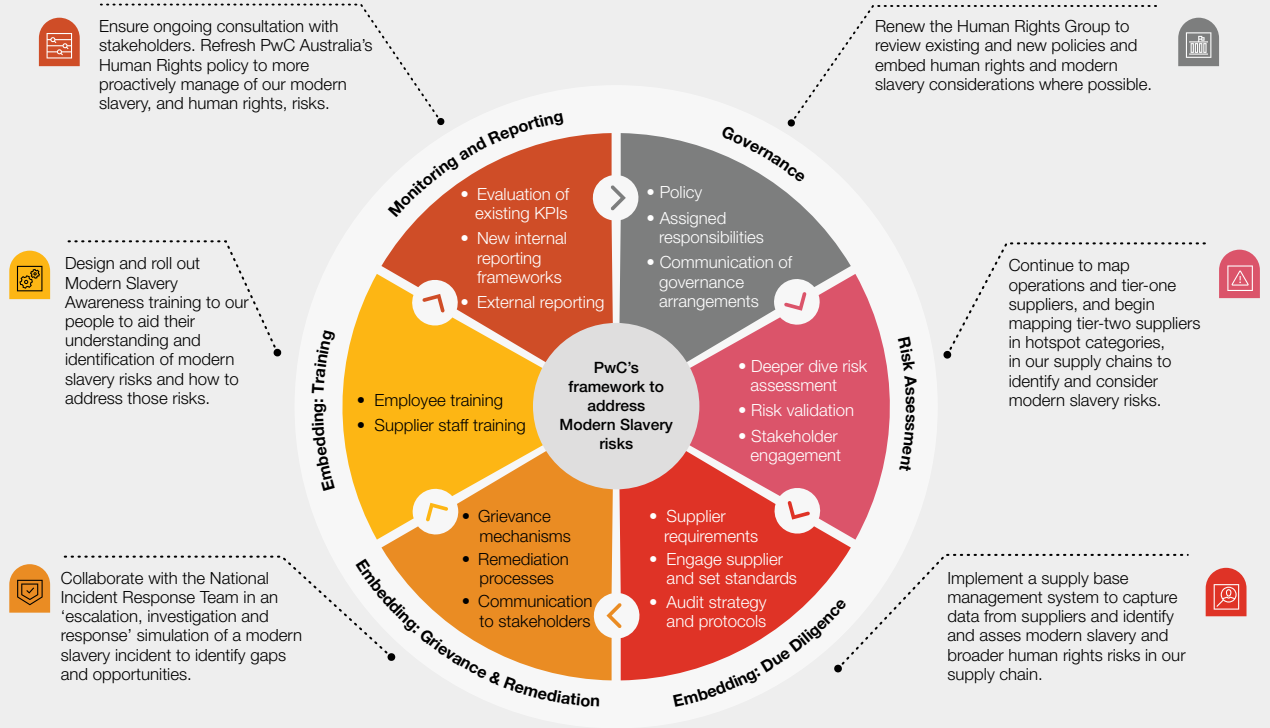 Ensure ongoing consultation with
stakeholders. Refresh PwC Australia's
Human Rights policy to more
proactively manage of our modern
slavery, and human rights, risks.
Renew the Human Rights Group to
review existing and new policies and
embed human rights and modern
slavery considerations where possible.
Monitoring and Reporting
• Evaluation of
existing KPIs
• New internal
reporting
frameworks
• External reporting
Governance
• Policy
• Assigned
responsibilities
• Communication of
governance
arrangements
Design and roll out
Modern Slavery
Awareness training to our
people to aid their
understanding and
identification of modern
slavery risks and how to
address those risks.
Embedding: Training
• Employee training
• Supplier staff training
PwC's
framework to
address
Modern Slavery
risks
Risk Assessment
• Deeper dive risk
assessment
• Risk validation
• Stakeholder
engagement
Continue to map
operations and tier-one
suppliers, and begin
mapping tier-two suppliers
in hotspot categories,
in our supply chains to
identify and consider
modern slavery risks.
Collaborate with the National
Incident Response Team in an
‘escalation, investigation and
response’ simulation of a modern
slavery incident to identify gaps
and opportunities.
Embedding: Grievance & Remediation
• Grievance
mechanisms
• Remediation
processes
• Communication
to stakeholders
Embedding: Due Diligence
• Supplier
requirements
• Engage supplier
and set standards
• Audit strategy
and protocols
Implement a supply base
management system to capture
data from suppliers and identify
and asses modern slavery and
broader human rights risks in our
supply chain.